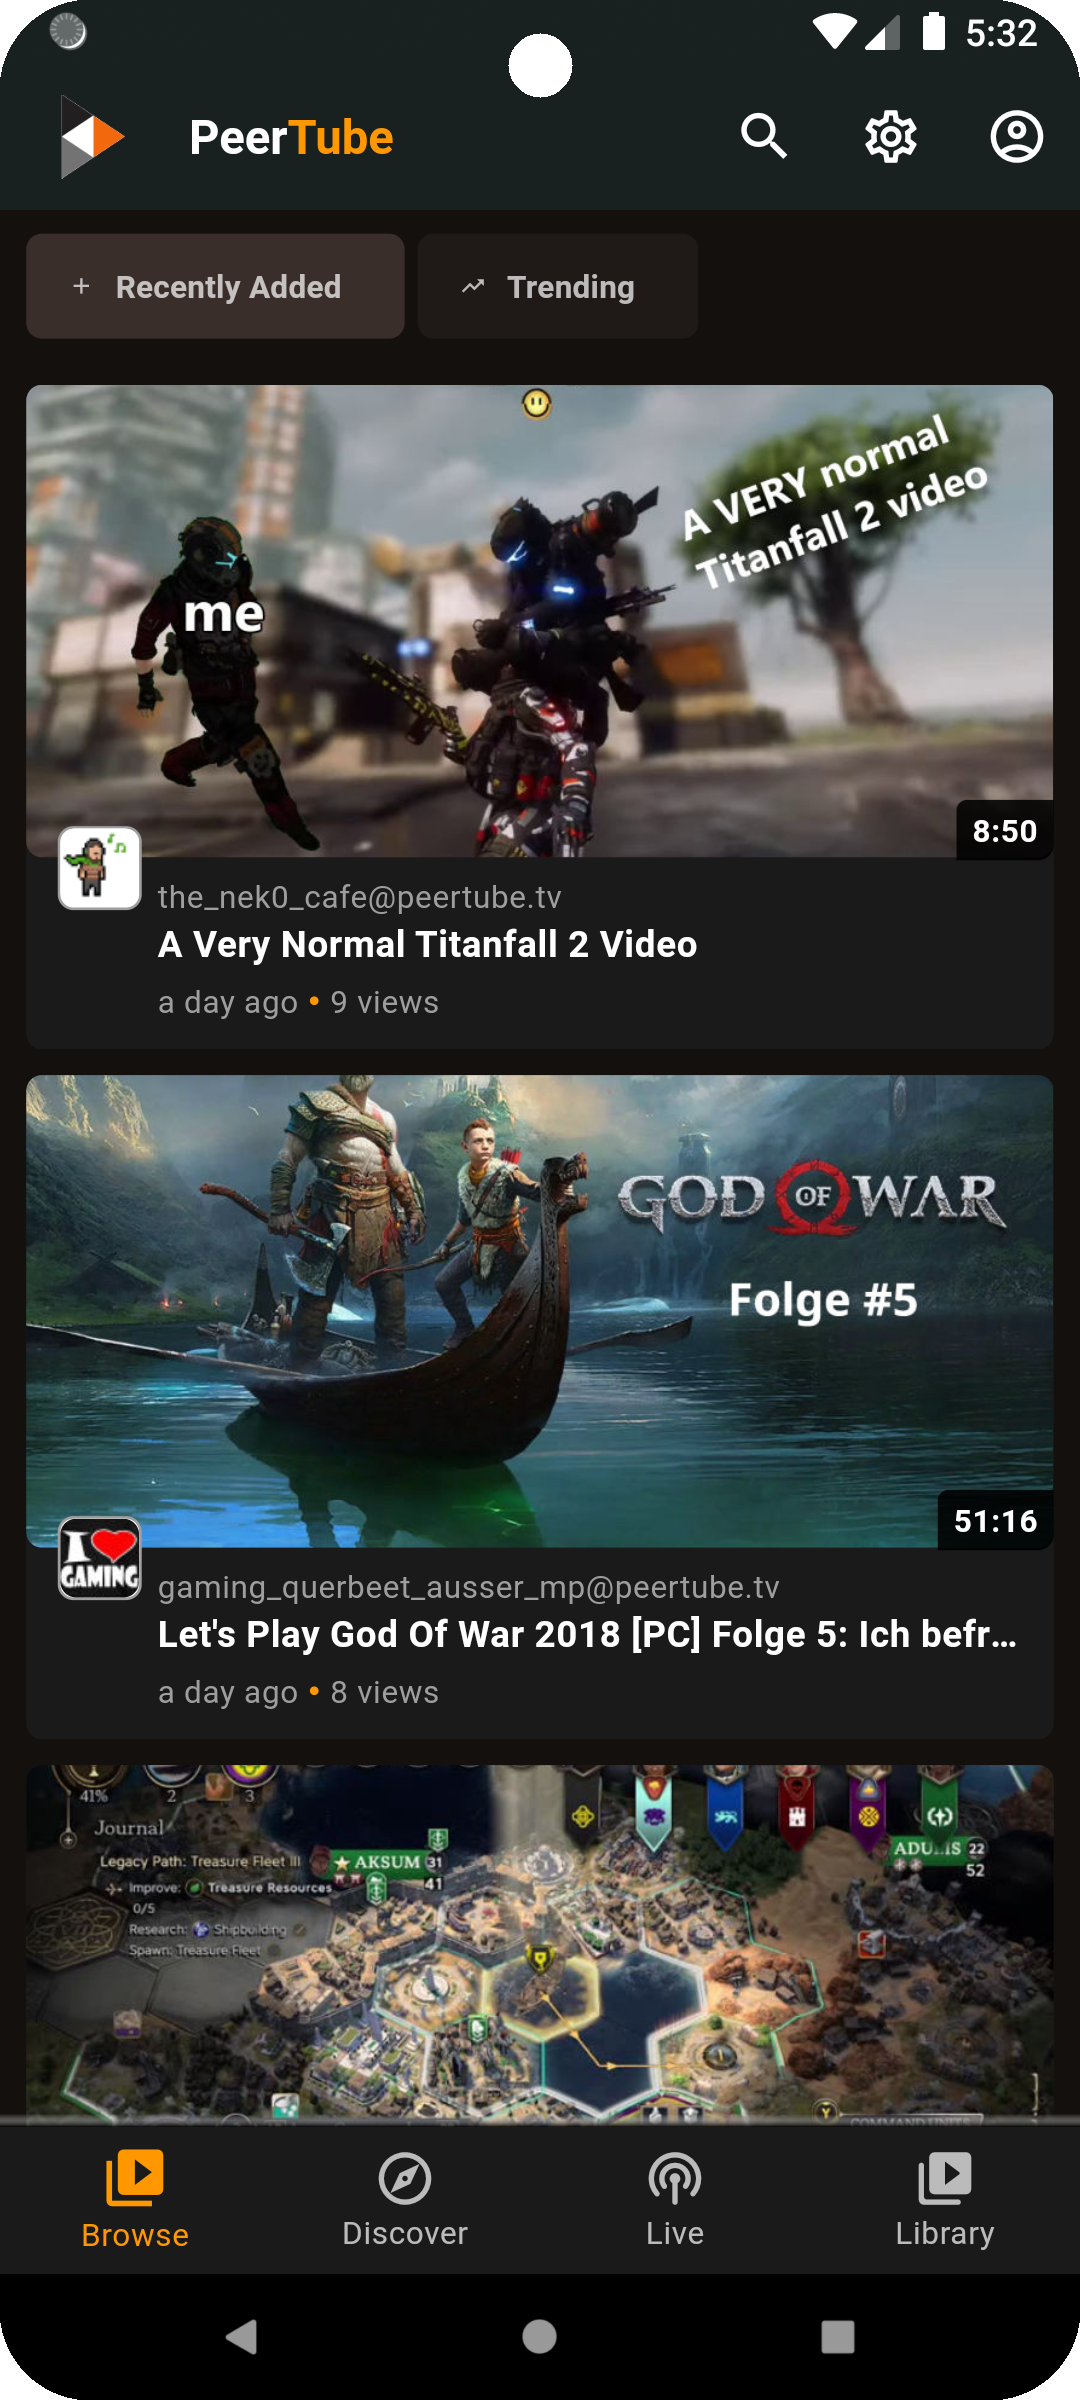 5:32
PeerTube
Recently Added
Trending
A VERY normal
Titanfall 2 video
me
8:50
the_nek0_cafe@peertube.tv
A Very Normal Titanfall 2 Video
a day ago • 9 views
GOD OF WAR
Folge #5
51:16
I
GAMING
gaming_querbeet_ausser_mp@peertube.tv
Let's Play God Of War 2018 [PC] Folge 5: Ich befr…
a day ago • 8 views
41%
2
3
Journal
Legacy Path: Treasure Fleet III
Improve: Treasure Resources
0/5
Research: Shipbuilding
Spawn: Treasure Fleet
AKSUM 31
41
22
52
Y COMMAND UNITS
Browse
Discover
Live
Library